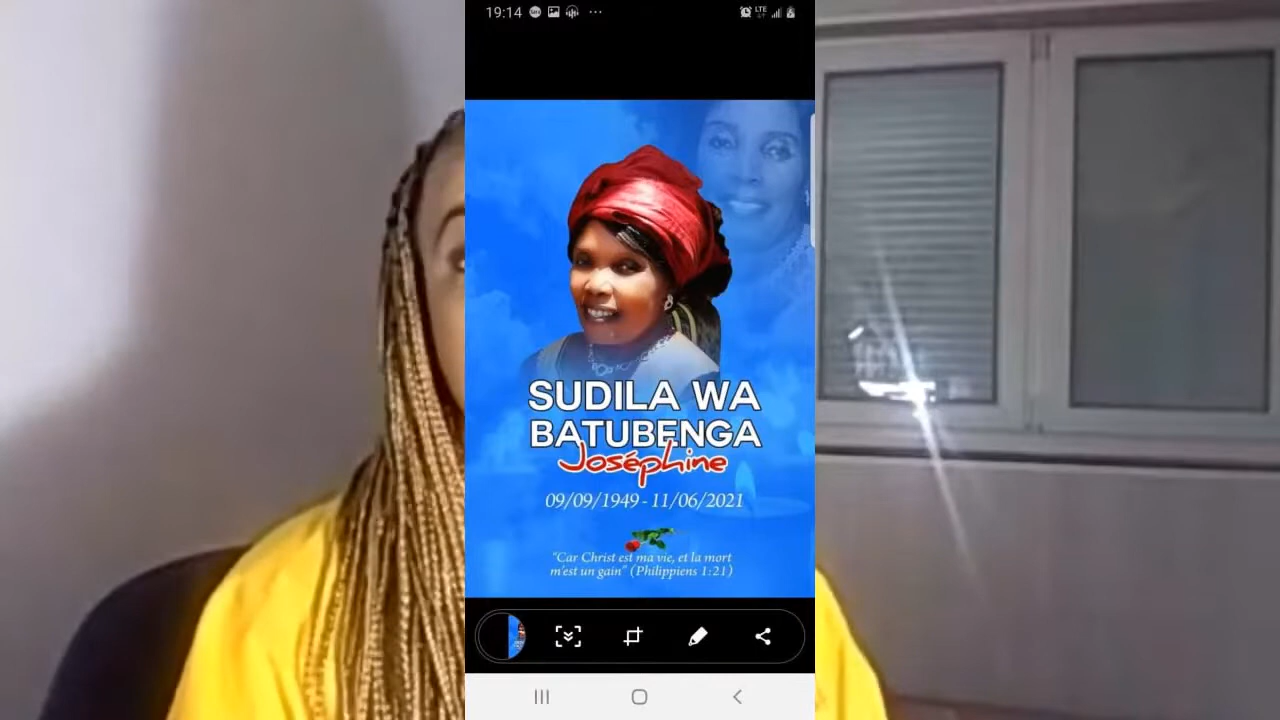 19:14
LTE
SUDILA WA
BATUBENGA
Joséphine
09/09/1949 - 11/06/2021
"Car Christ est ma vie, et la mort
m'est un gain" (Philippiens 1:21)